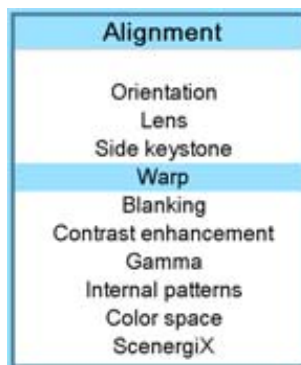 Alignment
Orientation
Lens
Side keystone
Warp
Blanking
Contrast enhancement
Gamma
Internal patterns
Color space
ScenergiX